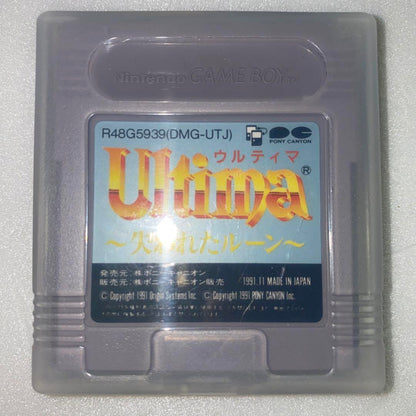 Nintendo GAME BOY TM
R48G5939(DMG-UTJ)
PONY CANYON
ウルティマ
Ultima®
～失われたルーン～
発売元：㈱ポニーキャニオン
販売元：㈱ポニーキャニオン販売 1991.11 MADE IN JAPAN
© Copyright 1991 Origin Systems Inc. © Copyright 1991 PONY CANYON Inc.